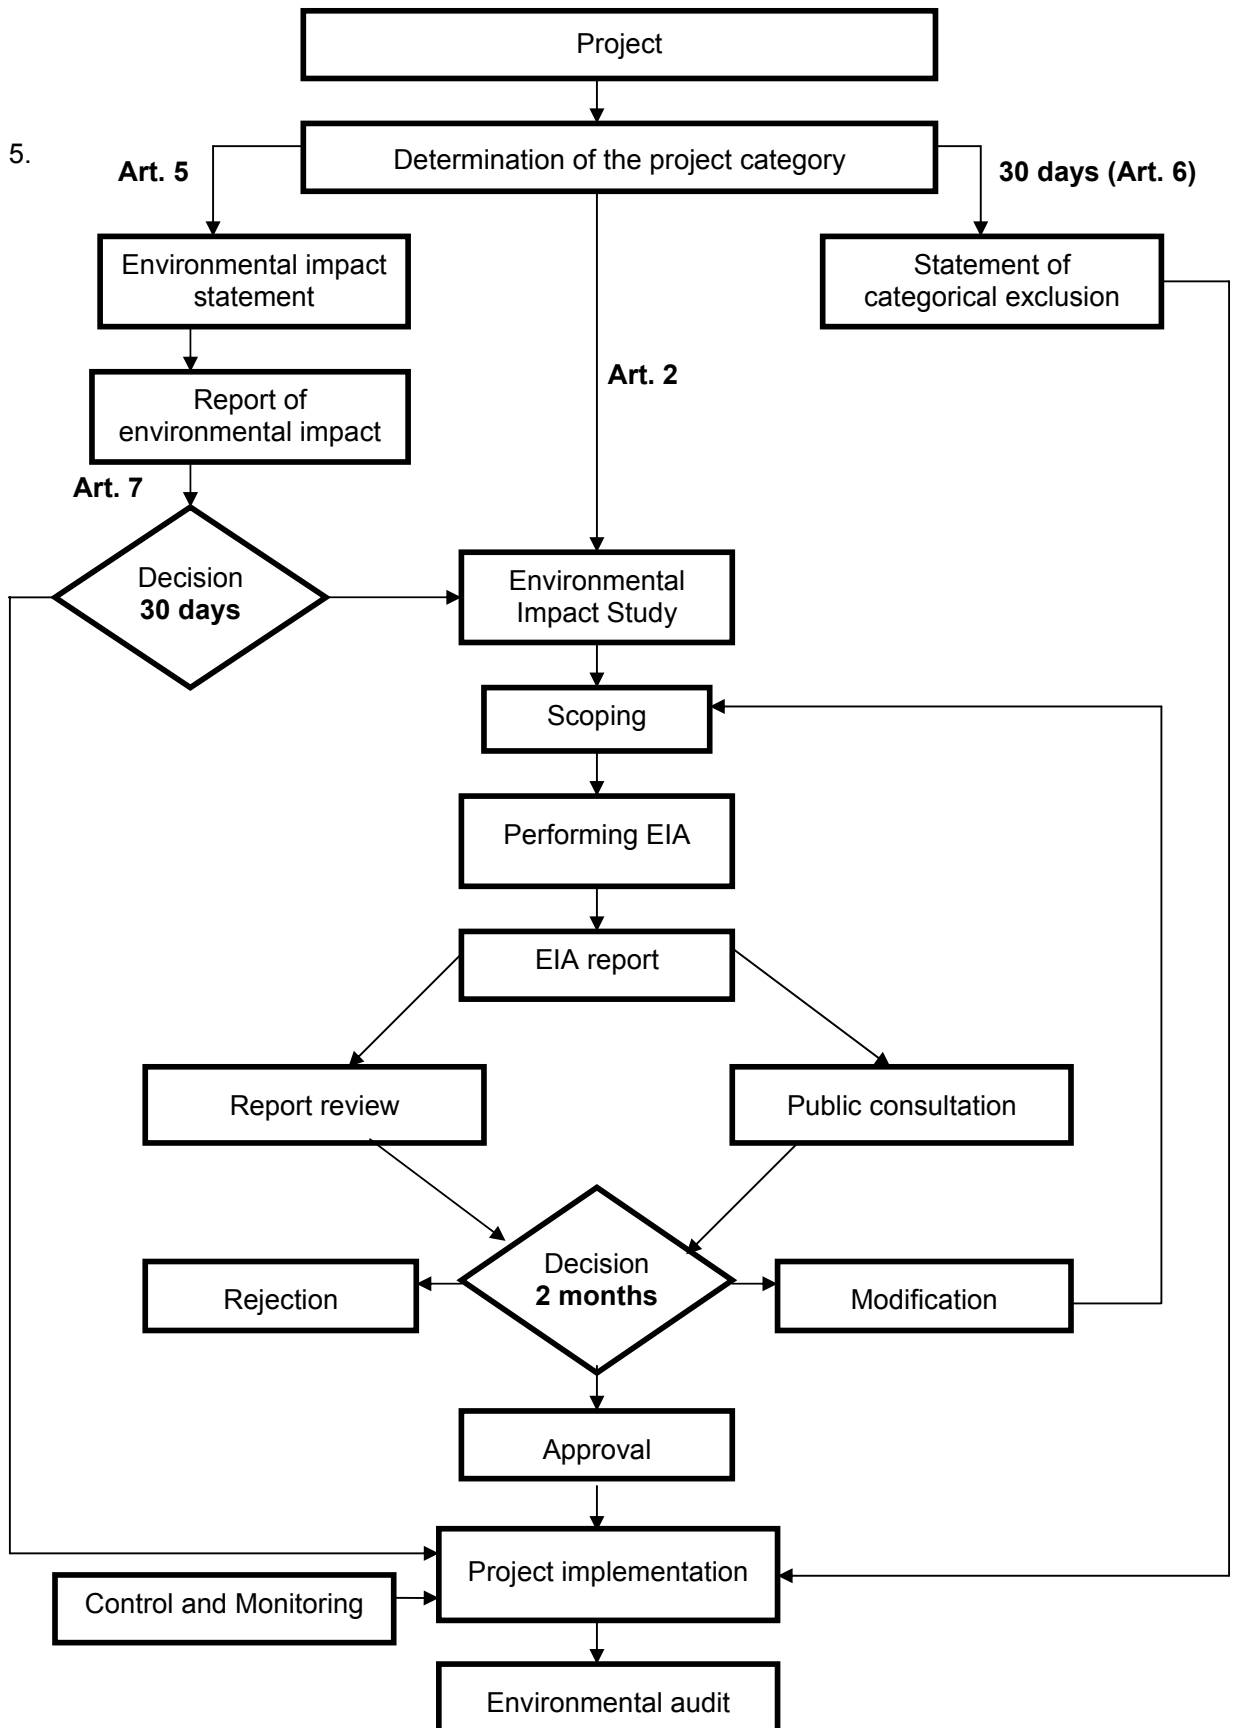 Project
5.
Art. 5
Determination of the project category
30 days (Art. 6)
Environmental impact
statement
Statement of
categorical exclusion
Art. 2
Report of
environmental impact
Art. 7
Decision
30 days
Environmental
Impact Study
Scoping
Performing EIA
EIA report
Report review
Public consultation
Decision
2 months
Rejection
Modification
Approval
Project implementation
Control and Monitoring
Environmental audit